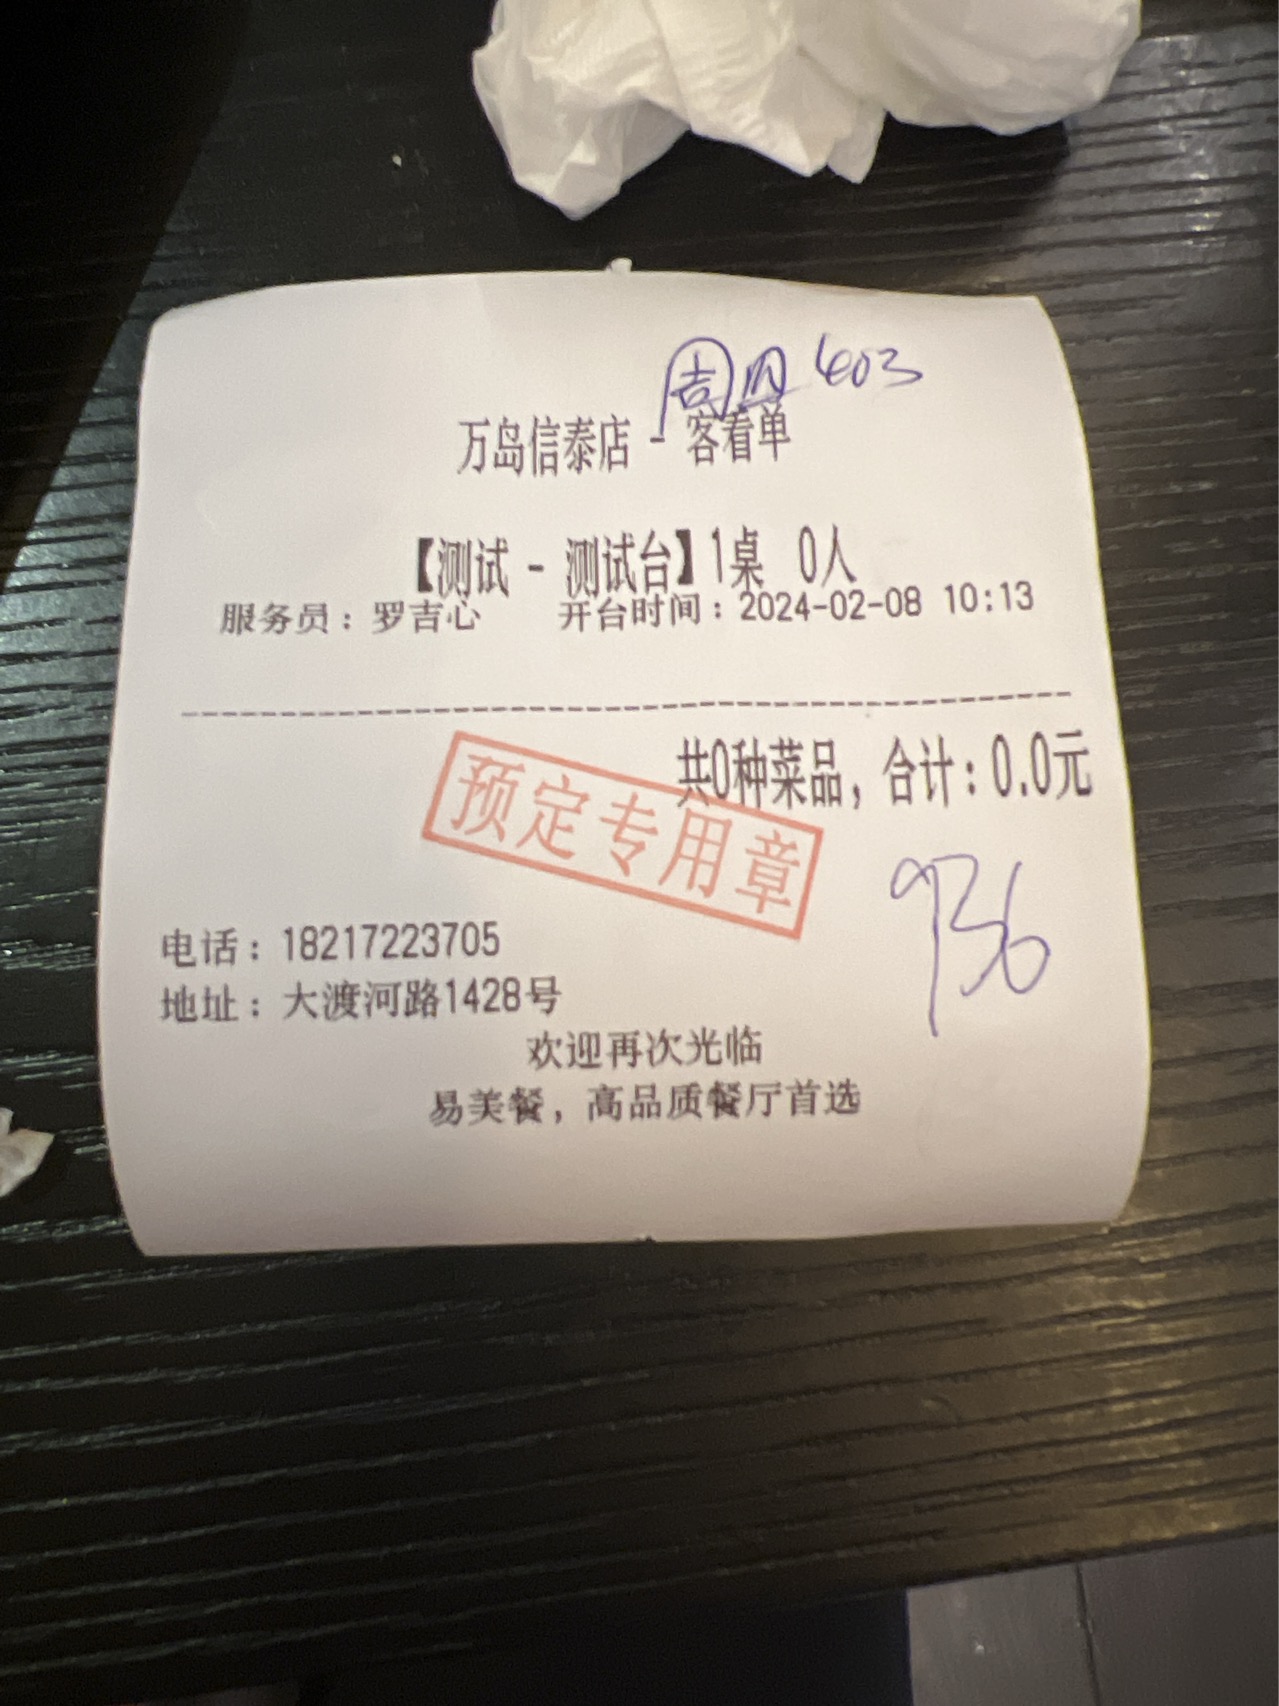 周四 403
万岛信泰店 - 客看单
【测试 - 测试台】1桌 0人
服务员：罗吉心 开台时间：2024-02-08 10:13
共0种菜品，合计：0.0元
预定专用章
936
电话：18217223705
地址：大渡河路1428号
欢迎再次光临
易美餐，高品质餐厅首选